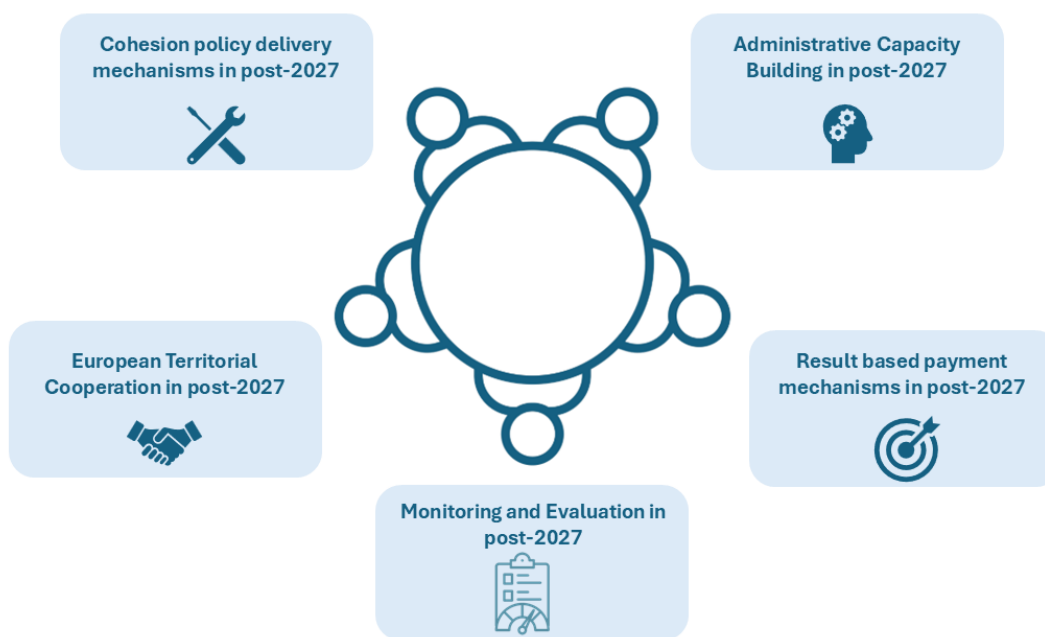 Cohesion policy delivery
mechanisms in post-2027
Administrative Capacity
Building in post-2027
European Territorial
Cooperation in post-2027
Result based payment
mechanisms in post-2027
Monitoring and Evaluation in
post-2027